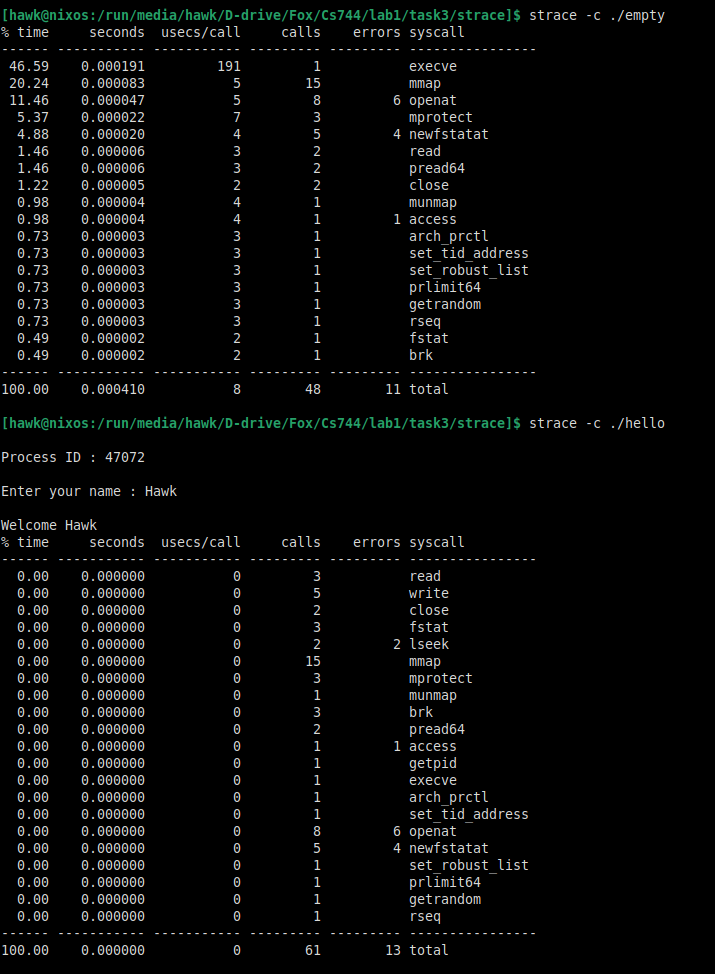 [hawk@nixos:/run/media/hawk/D-drive/Fox/Cs744/lab1/task3/strace]$ strace -c ./empty
% time     seconds  usecs/call     calls    errors syscall
------ ----------- ----------- --------- --------- ----------------
 46.59    0.000191         191         1           execve
 20.24    0.000083           5        15           mmap
 11.46    0.000047           5         8         6 openat
  5.37    0.000022           7         3           mprotect
  4.88    0.000020           4         5         4 newfstatat
  1.46    0.000006           3         2           read
  1.46    0.000006           3         2           pread64
  1.22    0.000005           2         2           close
  0.98    0.000004           4         1           munmap
  0.98    0.000004           4         1         1 access
  0.73    0.000003           3         1           arch_prctl
  0.73    0.000003           3         1           set_tid_address
  0.73    0.000003           3         1           set_robust_list
  0.73    0.000003           3         1           prlimit64
  0.73    0.000003           3         1           getrandom
  0.73    0.000003           3         1           rseq
  0.49    0.000002           2         1           fstat
  0.49    0.000002           2         1           brk
------ ----------- ----------- --------- --------- ----------------
100.00    0.000410           8        48        11 total
[hawk@nixos:/run/media/hawk/D-drive/Fox/Cs744/lab1/task3/strace]$ strace -c ./hello
Process ID : 47072
Enter your name : Hawk
Welcome Hawk
% time     seconds  usecs/call     calls    errors syscall
------ ----------- ----------- --------- --------- ----------------
  0.00    0.000000           0         3           read
  0.00    0.000000           0         5           write
  0.00    0.000000           0         2           close
  0.00    0.000000           0         3           fstat
  0.00    0.000000           0         2         2 lseek
  0.00    0.000000           0        15           mmap
  0.00    0.000000           0         3           mprotect
  0.00    0.000000           0         1           munmap
  0.00    0.000000           0         3           brk
  0.00    0.000000           0         2           pread64
  0.00    0.000000           0         1         1 access
  0.00    0.000000           0         1           getpid
  0.00    0.000000           0         1           execve
  0.00    0.000000           0         1           arch_prctl
  0.00    0.000000           0         1           set_tid_address
  0.00    0.000000           0         8         6 openat
  0.00    0.000000           0         5         4 newfstatat
  0.00    0.000000           0         1           set_robust_list
  0.00    0.000000           0         1           prlimit64
  0.00    0.000000           0         1           getrandom
  0.00    0.000000           0         1           rseq
------ ----------- ----------- --------- --------- ----------------
100.00    0.000000           0        61        13 total